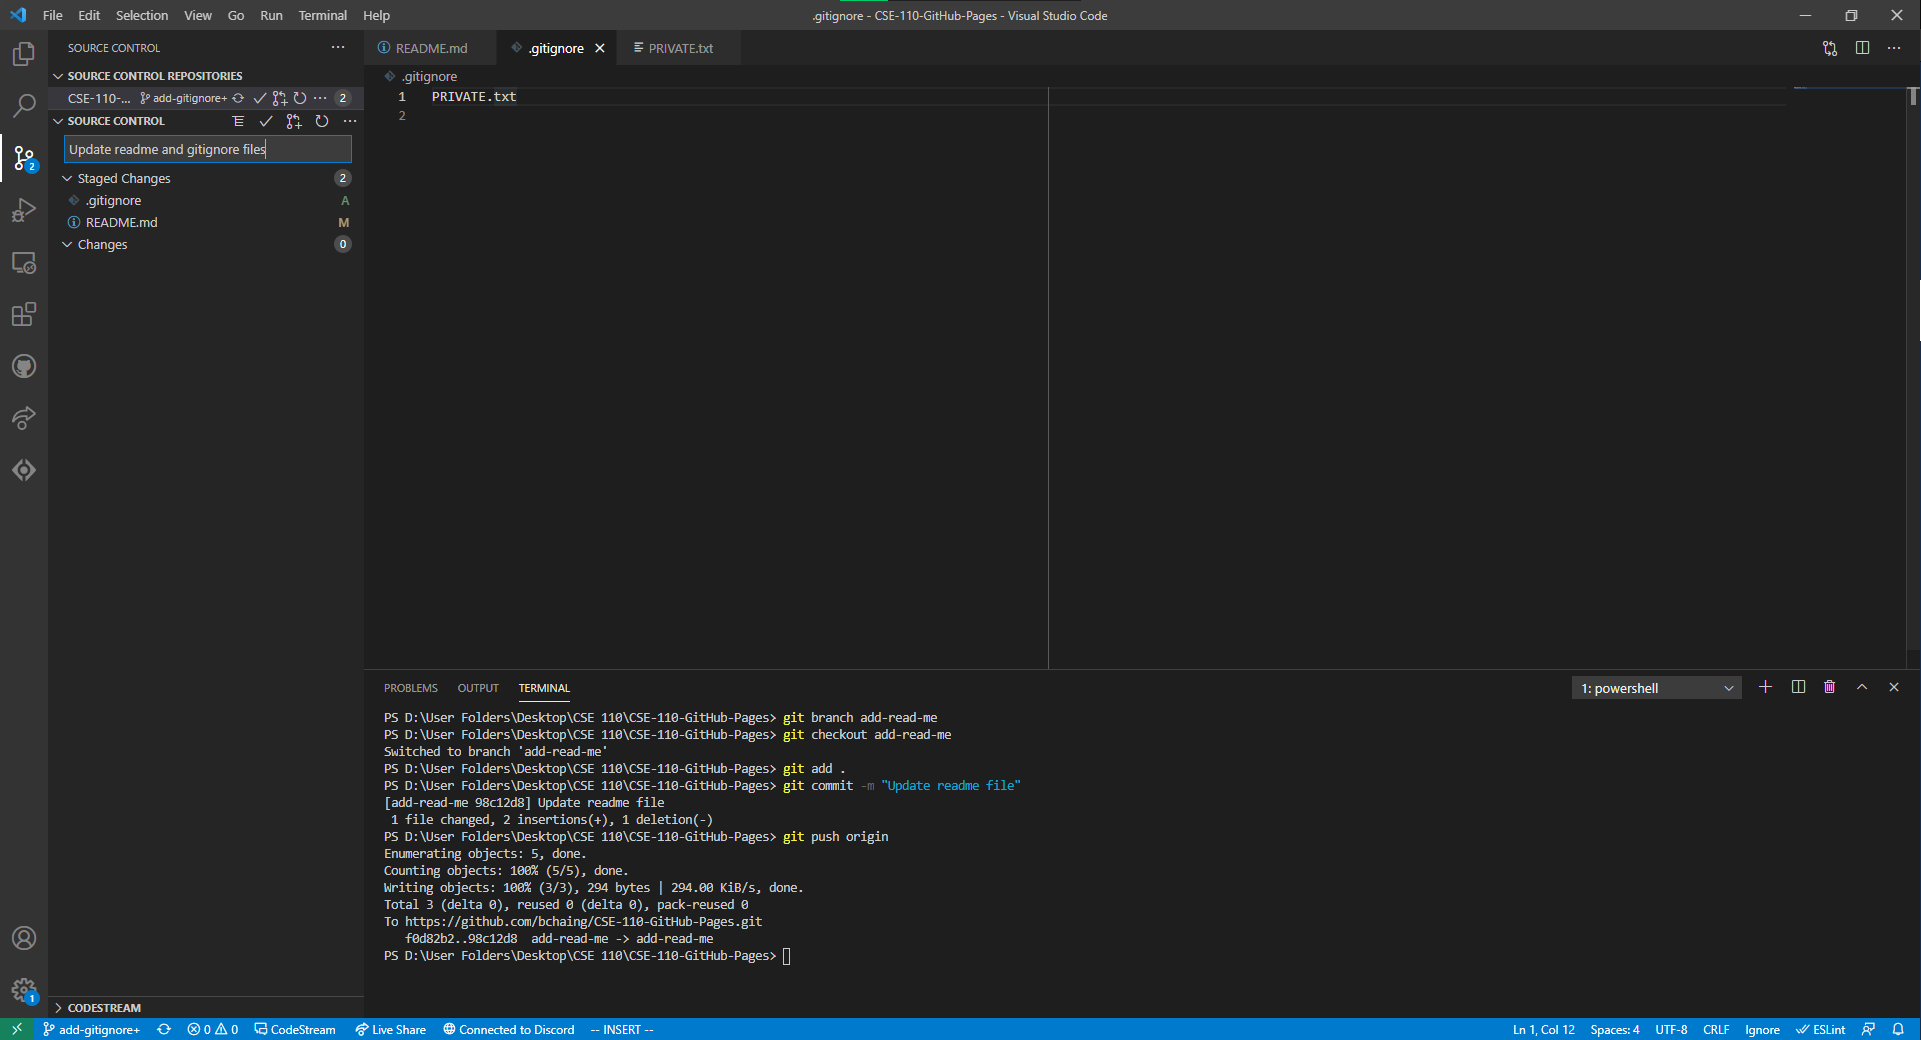 File Edit Selection View Go Run Terminal Help
.gitignore - CSE-110-GitHub-Pages - Visual Studio Code
SOURCE CONTROL
README.md
.gitignore
PRIVATE.txt
SOURCE CONTROL REPOSITORIES
CSE-110-... add-gitignore+ 2
SOURCE CONTROL
Update readme and gitignore files
Staged Changes 2
.gitignore A
README.md M
Changes 0
2
1
CODESTREAM
.gitignore
1 PRIVATE.txt
2
PROBLEMS OUTPUT TERMINAL
1: powershell
PS D:\User Folders\Desktop\CSE 110\CSE-110-GitHub-Pages> git branch add-read-me
PS D:\User Folders\Desktop\CSE 110\CSE-110-GitHub-Pages> git checkout add-read-me
Switched to branch 'add-read-me'
PS D:\User Folders\Desktop\CSE 110\CSE-110-GitHub-Pages> git add .
PS D:\User Folders\Desktop\CSE 110\CSE-110-GitHub-Pages> git commit -m "Update readme file"
[add-read-me 98c12d8] Update readme file
1 file changed, 2 insertions(+), 1 deletion(-)
PS D:\User Folders\Desktop\CSE 110\CSE-110-GitHub-Pages> git push origin
Enumerating objects: 5, done.
Counting objects: 100% (5/5), done.
Writing objects: 100% (3/3), 294 bytes | 294.00 KiB/s, done.
Total 3 (delta 0), reused 0 (delta 0), pack-reused 0
To https://github.com/bchaing/CSE-110-GitHub-Pages.git
f0d82b2..98c12d8 add-read-me -> add-read-me
PS D:\User Folders\Desktop\CSE 110\CSE-110-GitHub-Pages>
add-gitignore+ 0 0 CodeStream Live Share Connected to Discord -- INSERT --
Ln 1, Col 12 Spaces: 4 UTF-8 CRLF Ignore ESLint